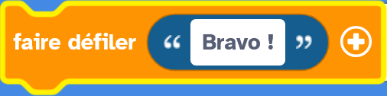 faire défiler “ Bravo ! ”